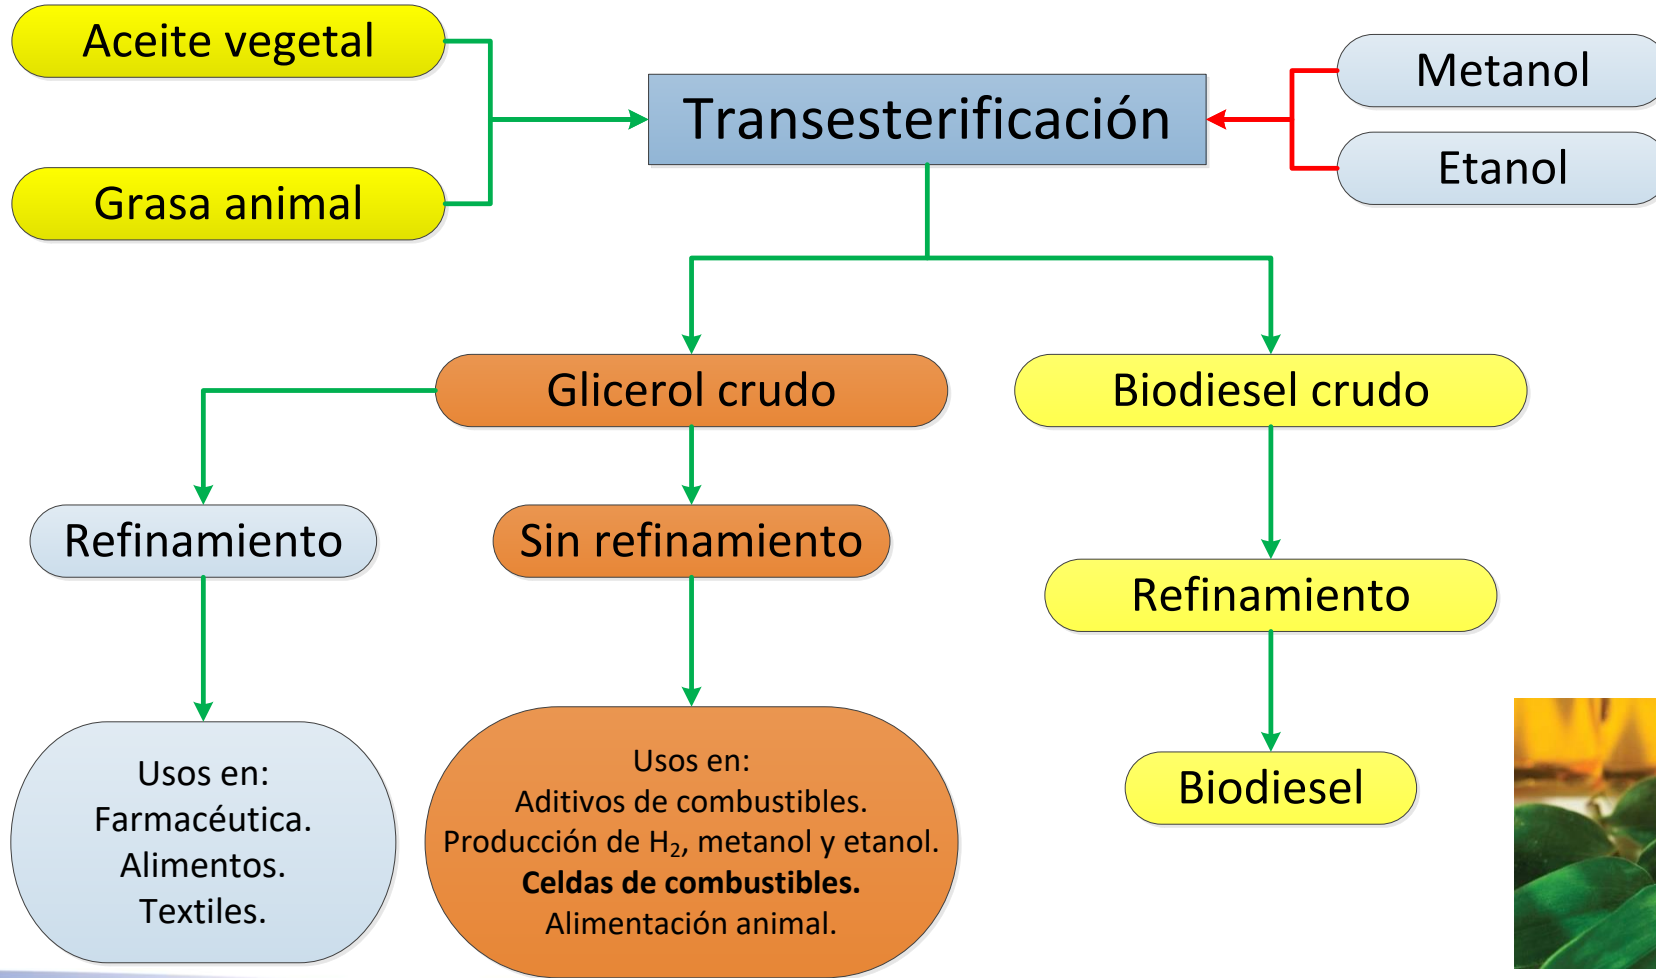 Aceite vegetal
Metanol
Transesterificación
Etanol
Grasa animal
Glicerol crudo
Biodiesel crudo
Refinamiento
Sin refinamiento
Refinamiento
Usos en:
Farmacéutica.
Alimentos.
Textiles.
Usos en:
Aditivos de combustibles.
Producción de H₂, metanol y etanol.
Celdas de combustibles.
Alimentación animal.
Biodiesel